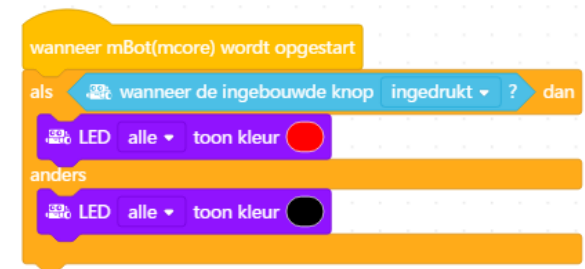 wanneer mBot(mcore) wordt opgestart
als wanneer de ingebouwde knop ingedrukt ? dan
LED alle toon kleur
anders
LED alle toon kleur